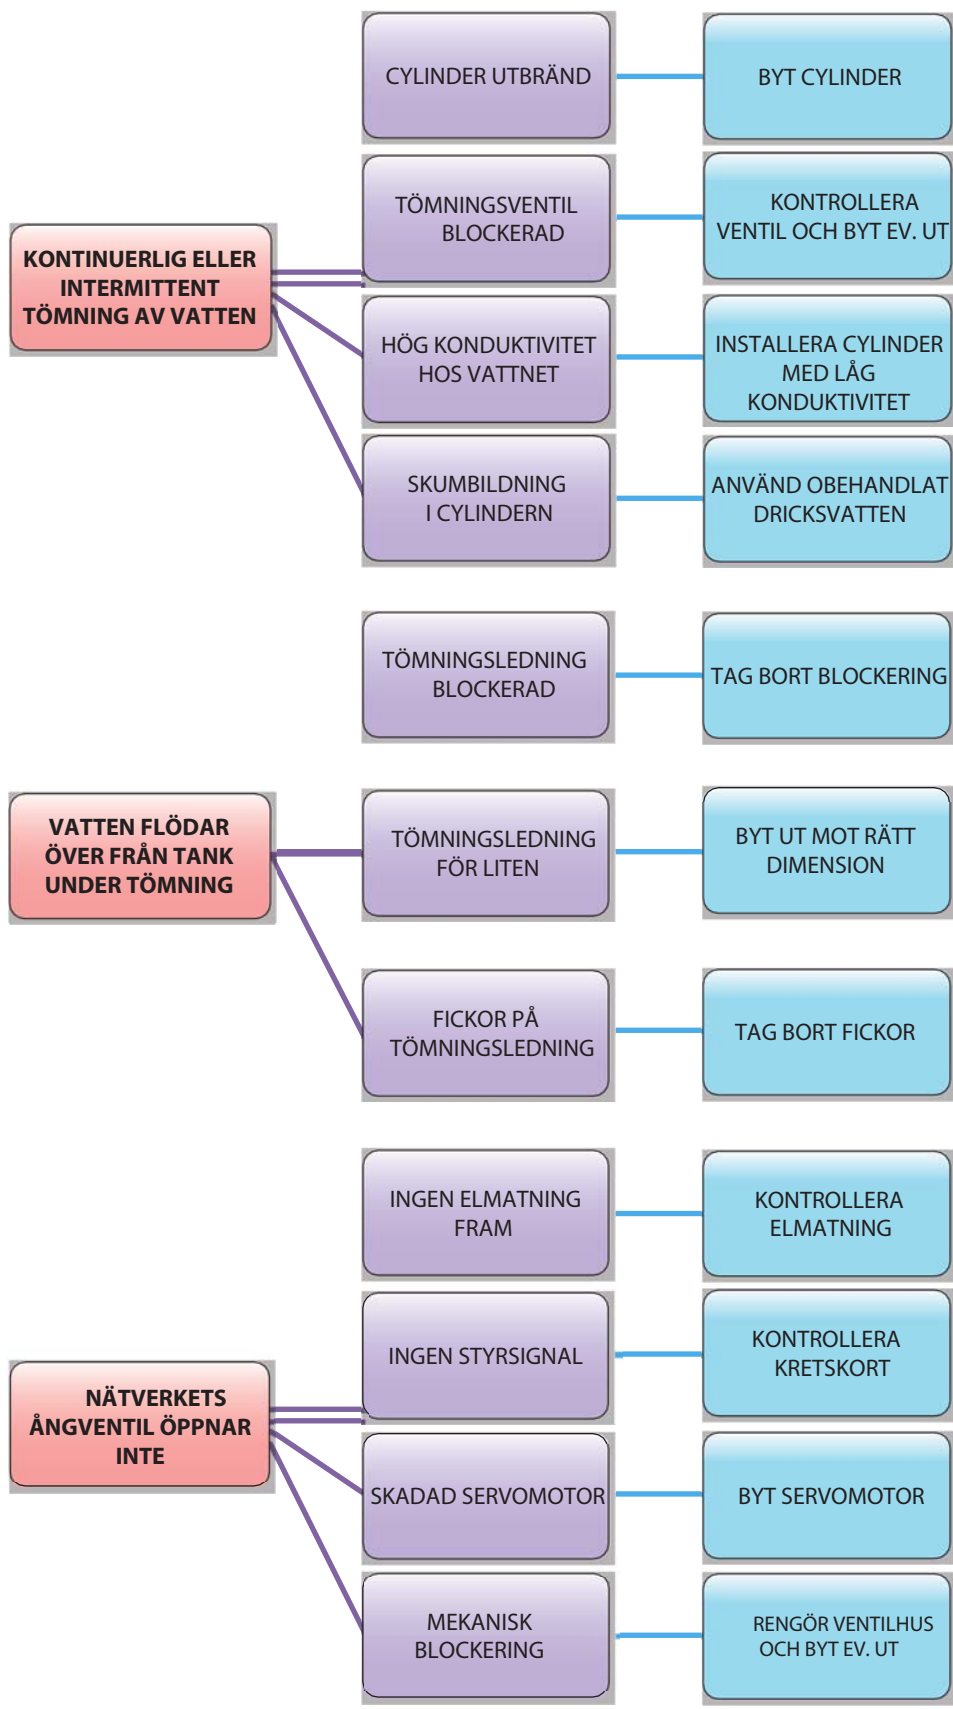 CYLINDER UTBRÄND
BYT CYLINDER
TÖMNINGSVENTIL
BLOCKERAD
KONTROLLERA
VENTIL OCH BYT EV. UT
KONTINUERLIG ELLER
INTERMITTENT
TÖMNING AV VATTEN
HÖG KONDUKTIVITET
HOS VATTNET
INSTALLERA CYLINDER
MED LÅG
KONDUKTIVITET
SKUMBILDNING
I CYLINDERN
ANVÄND OBEHANDLAT
DRICKSVATTEN
TÖMNINGSLEDNING
BLOCKERAD
TAG BORT BLOCKERING
VATTEN FLÖDAR
ÖVER FRÅN TANK
UNDER TÖMNING
TÖMNINGSLEDNING
FÖR LITEN
BYT UT MOT RÄTT
DIMENSION
FICKOR PÅ
TÖMNINGSLEDNING
TAG BORT FICKOR
INGEN ELMATNING
FRAM
KONTROLLERA
ELMATNING
INGEN STYRSIGNAL
KONTROLLERA
KRETSKORT
NÄTVERKETS
ÅNGVENTIL ÖPPNAR
INTE
SKADAD SERVOMOTOR
BYT SERVOMOTOR
MEKANISK
BLOCKERING
RENGÖR VENTILHUS
OCH BYT EV. UT